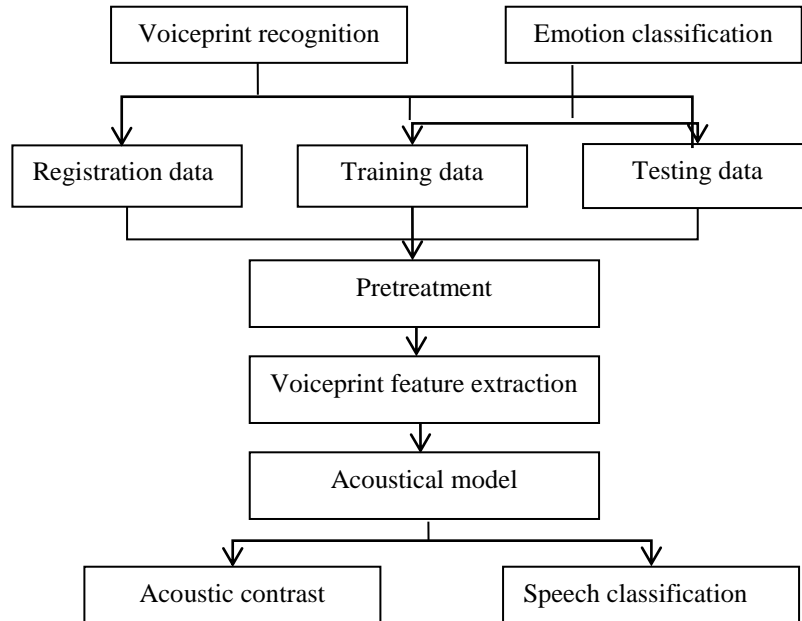 Voiceprint recognition
Emotion classification
Registration data
Training data
Testing data
Pretreatment
Voiceprint feature extraction
Acoustical model
Acoustic contrast
Speech classification